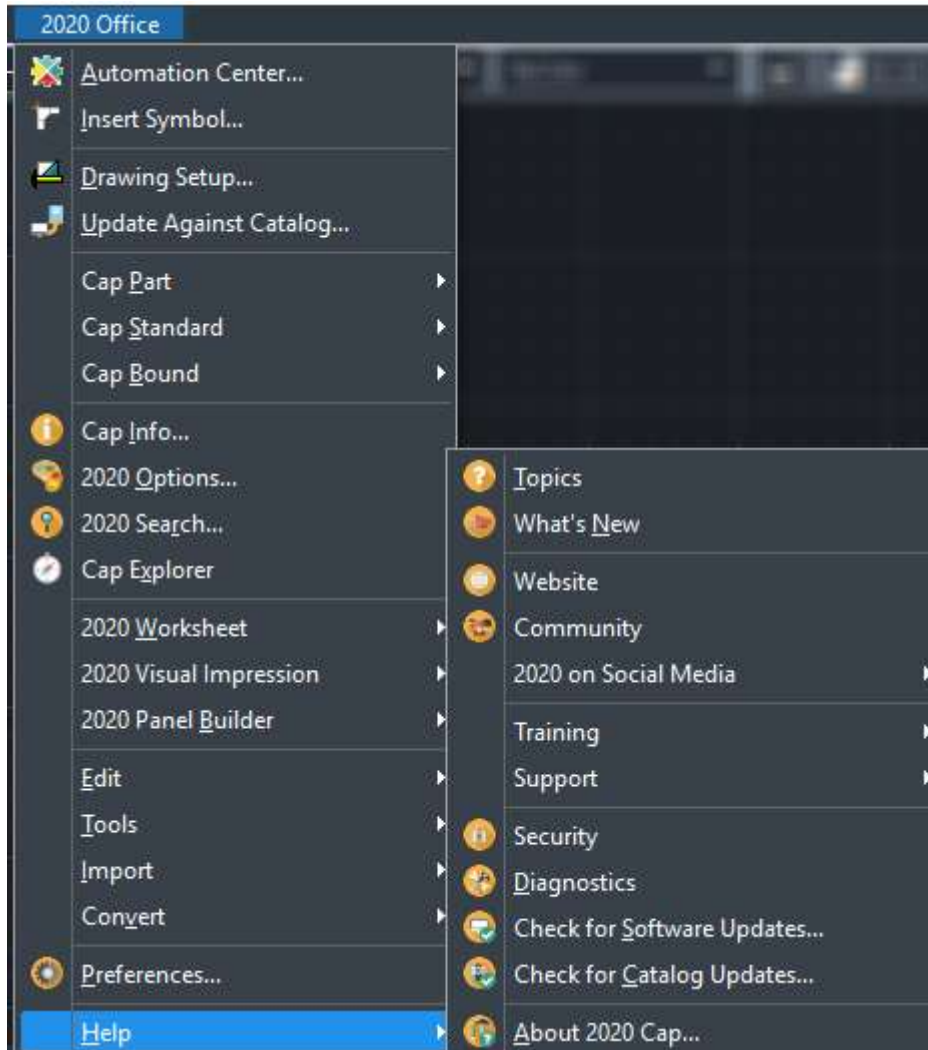 2020 Office
Automation Center...
Insert Symbol...
Drawing Setup...
Update Against Catalog...
Cap Part
Cap Standard
Cap Bound
Cap Info...
2020 Options...
2020 Search...
Cap Explorer
2020 Worksheet
2020 Visual Impression
2020 Panel Builder
Edit
Tools
Import
Convert
Preferences...
Help
Topics
What's New
Website
Community
2020 on Social Media
Training
Support
Security
Diagnostics
Check for Software Updates...
Check for Catalog Updates...
About 2020 Cap...